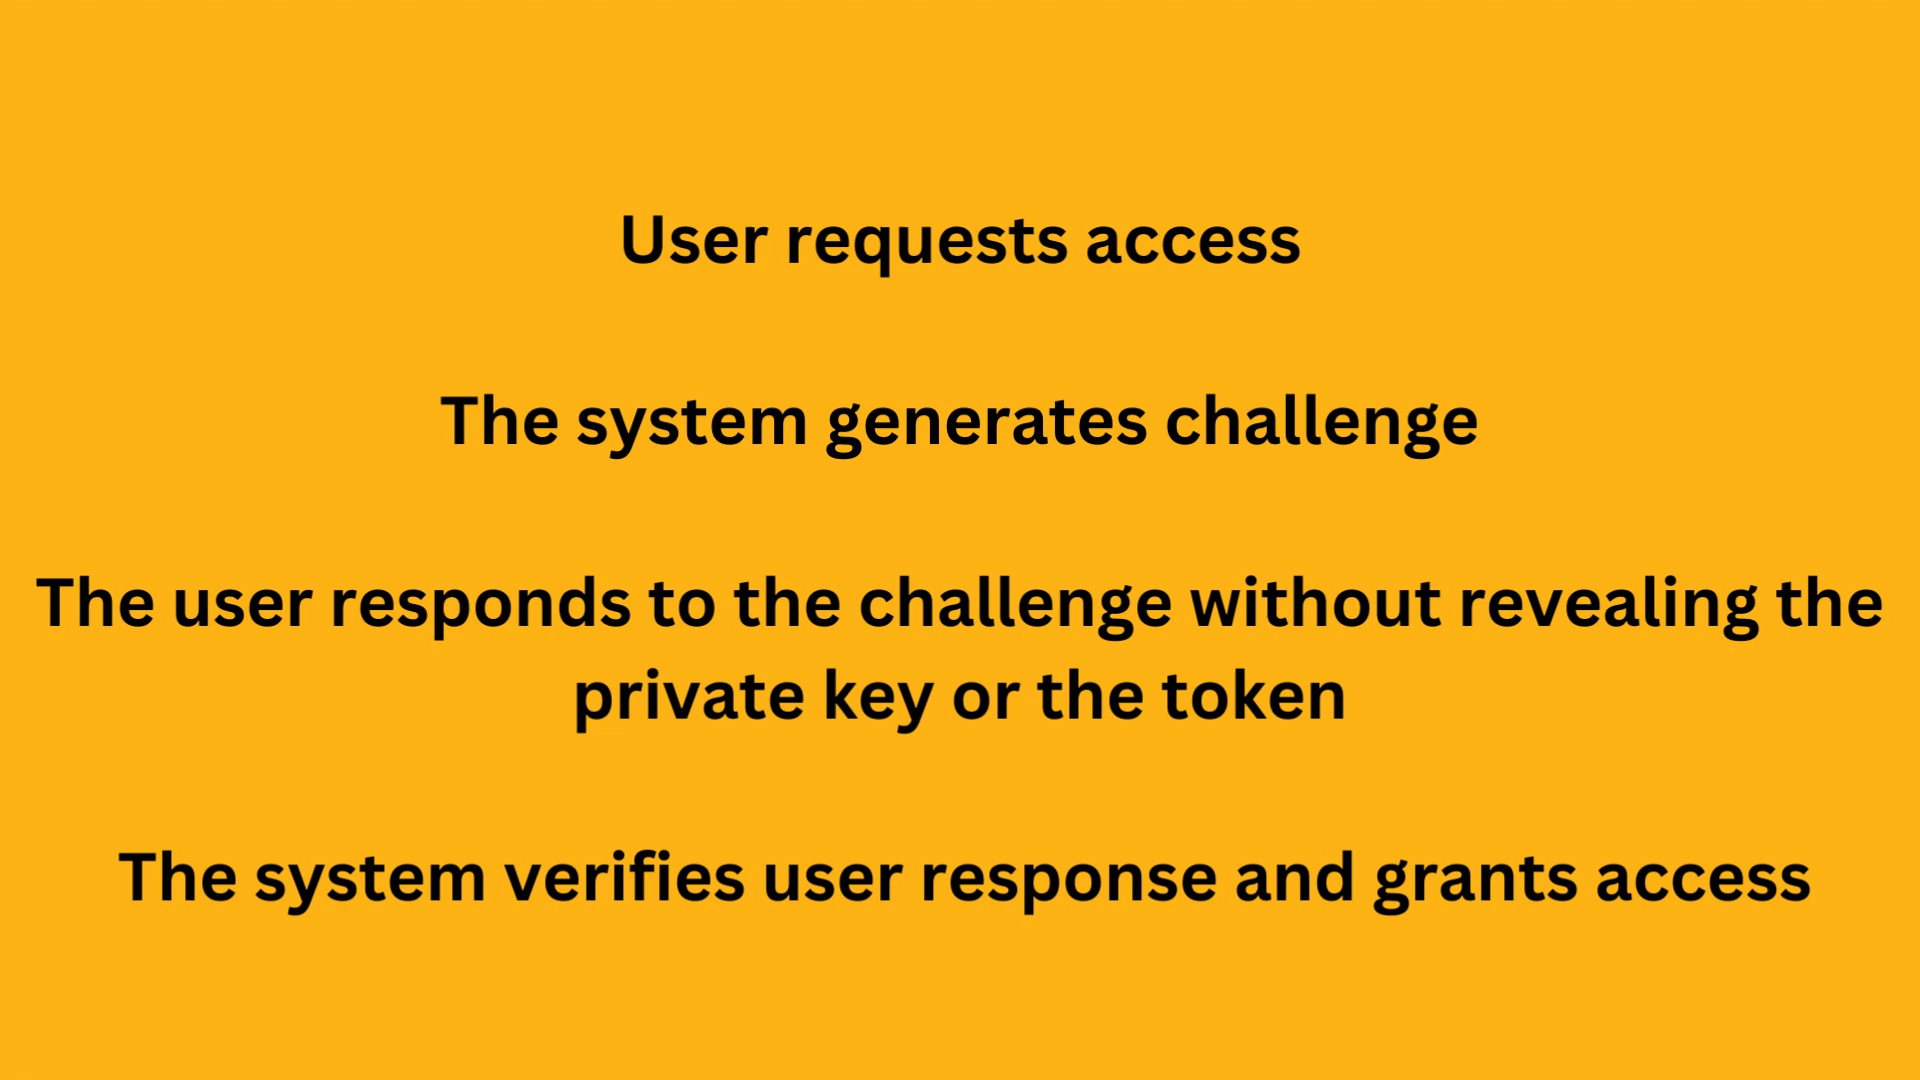 User requests access
The system generates challenge
The user responds to the challenge without revealing the
private key or the token
The system verifies user response and grants access